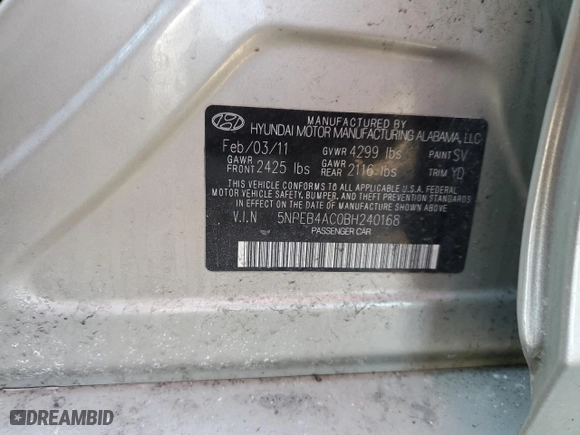 MANUFACTURED BY
HYUNDAI MOTOR MANUFACTURING ALABAMA, LLC
Feb/03/11 GVWR 4299 lbs PAINT SV
GAWR FRONT 2425 lbs GAWR REAR 2116 lbs TRIM YD
THIS VEHICLE CONFORMS TO ALL APPLICABLE U.S.A. FEDERAL
MOTOR VEHICLE SAFETY, BUMPER, AND THEFT PREVENTION STANDARDS
IN EFFECT ON THE DATE OF MANUFACTURE SHOWN ABOVE.
V.I.N 5NPEB4AC0BH240168
PASSENGER CAR
DREAMBID